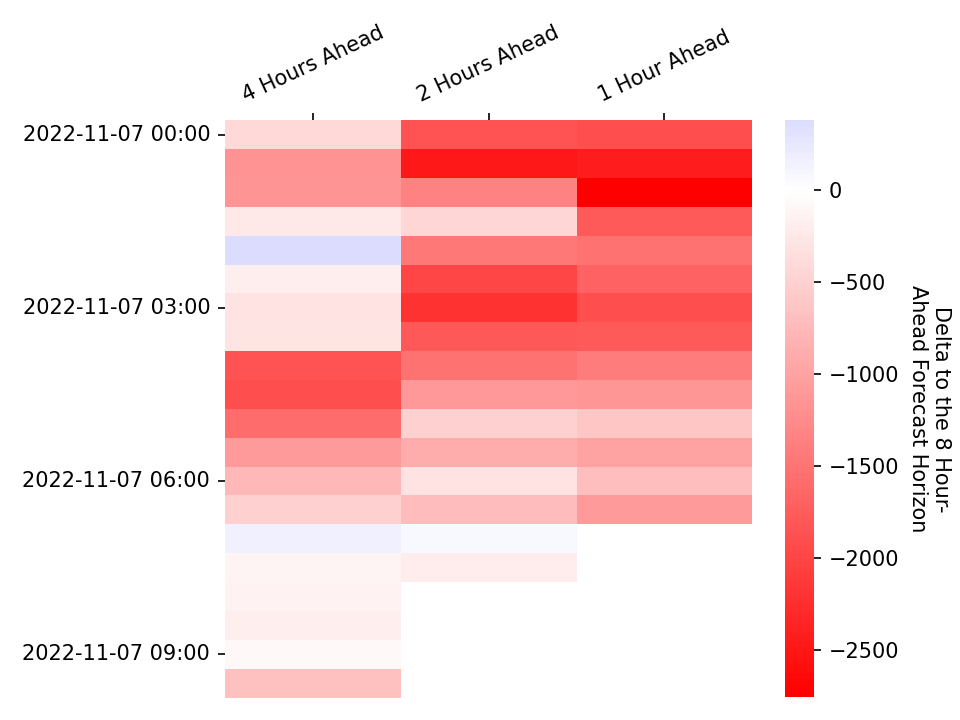 4 Hours Ahead
2 Hours Ahead
1 Hour Ahead
2022-11-07 00:00
2022-11-07 03:00
2022-11-07 06:00
2022-11-07 09:00
0
−500
−1000
−1500
−2000
−2500
Delta to the 8 Hour-
Ahead Forecast Horizon